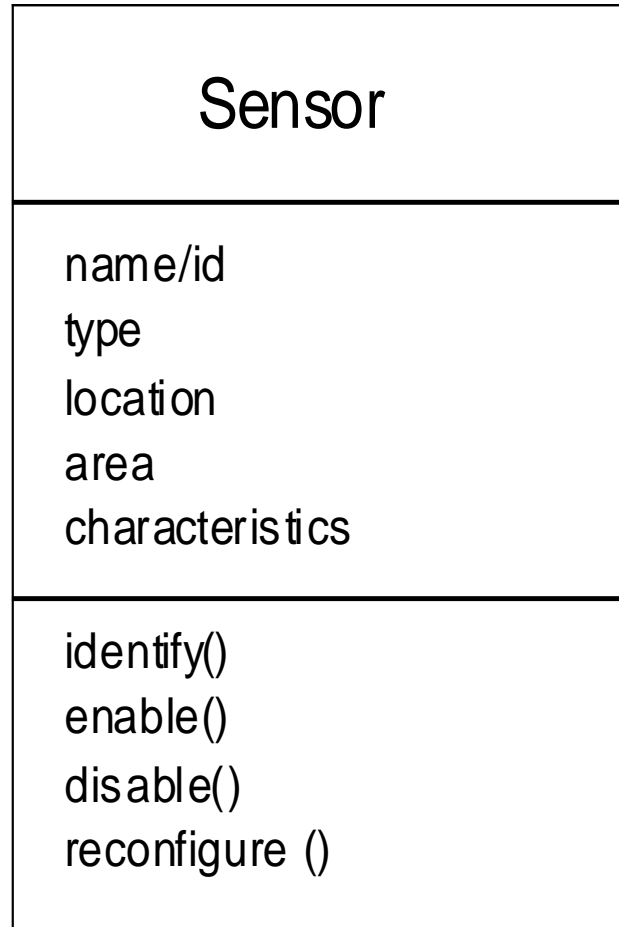 Sensor
name/id
type
location
area
characteristics
identify()
enable()
disable()
reconfigure ()